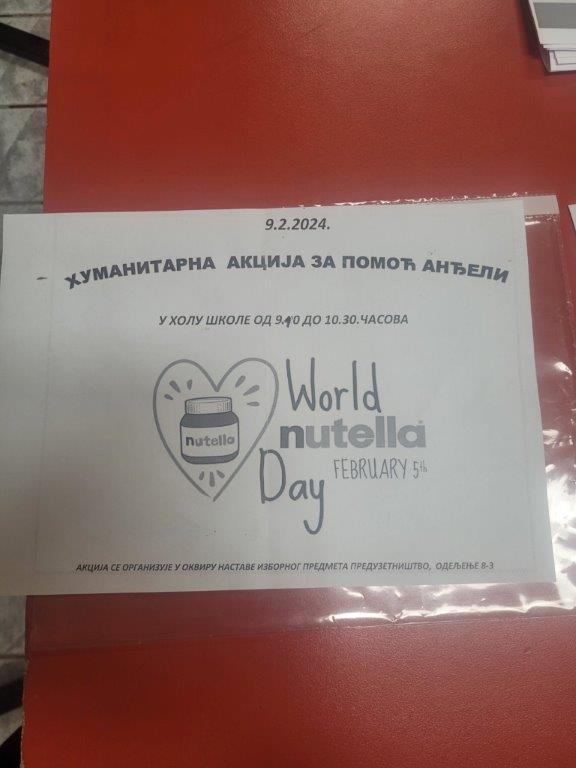 9.2.2024.
ХУМАНИТАРНА АКЦИЈА ЗА ПОМОЋ АНЂЕЛИ
У ХОЛУ ШКОЛЕ ОД 9.10 ДО 10.30.ЧАСОВА
nutella
World
nutella
Day
FEBRUARY 5th
АКЦИЈА СЕ ОРГАНИЗУЈЕ У ОКВИРУ НАСТАВЕ ИЗБОРНОГ ПРЕДМЕТА ПРЕДУЗЕТНИШТВО, ОДЕЉЕЊЕ 8-3